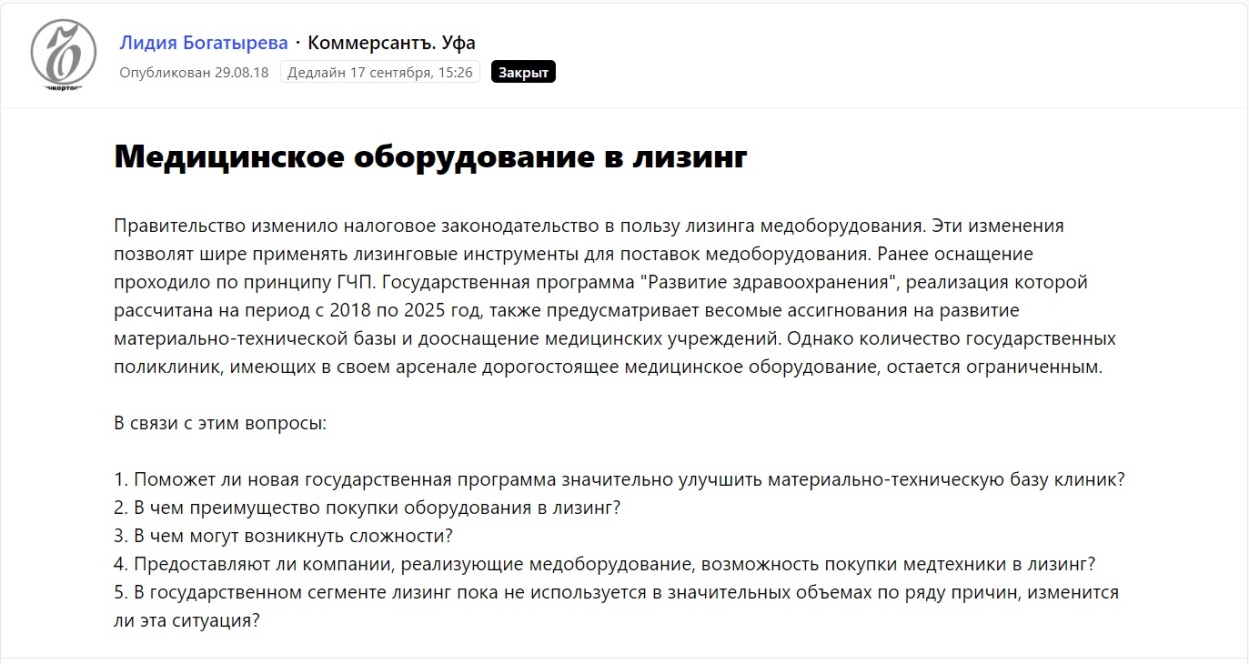 Лидия Богатырева · Коммерсантъ. Уфа
Опубликован 29.08.18 Дедлайн 17 сентября, 15:26 Закрыт
Медицинское оборудование в лизинг
Правительство изменило налоговое законодательство в пользу лизинга медоборудования. Эти изменения
позволят шире применять лизинговые инструменты для поставок медоборудования. Ранее оснащение
проходило по принципу ГЧП. Государственная программа "Развитие здравоохранения", реализация которой
рассчитана на период с 2018 по 2025 год, также предусматривает весомые ассигнования на развитие
материально-технической базы и дооснащение медицинских учреждений. Однако количество государственных
поликлиник, имеющих в своем арсенале дорогостоящее медицинское оборудование, остается ограниченным.
В связи с этим вопросы:
1. Поможет ли новая государственная программа значительно улучшить материально-техническую базу клиник?
2. В чем преимущество покупки оборудования в лизинг?
3. В чем могут возникнуть сложности?
4. Предоставляют ли компании, реализующие медоборудование, возможность покупки медтехники в лизинг?
5. В государственном сегменте лизинг пока не используется в значительных объемах по ряду причин, изменится
ли эта ситуация?